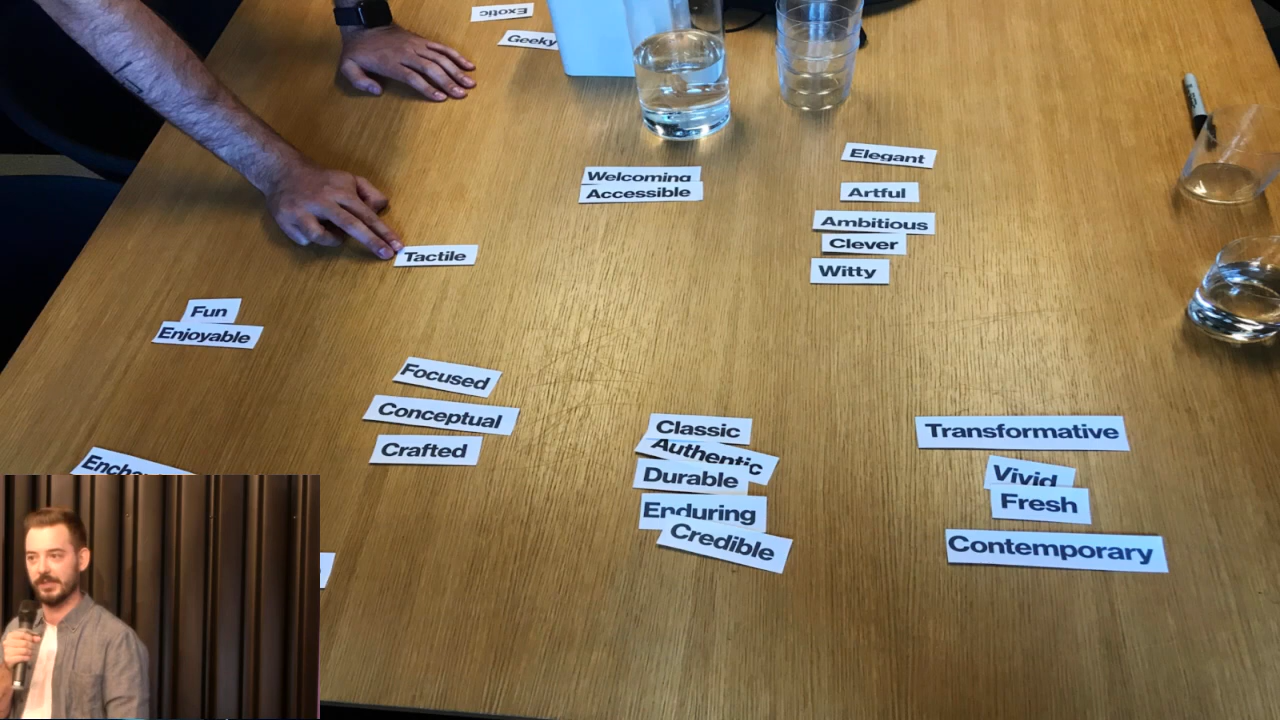 Exotic
Geeky
Welcoming
Accessible
Elegant
Artful
Ambitious
Clever
Witty
Tactile
Fun
Enjoyable
Focused
Conceptual
Crafted
Classic
Authentic
Durable
Enduring
Credible
Transformative
Vivid
Fresh
Contemporary